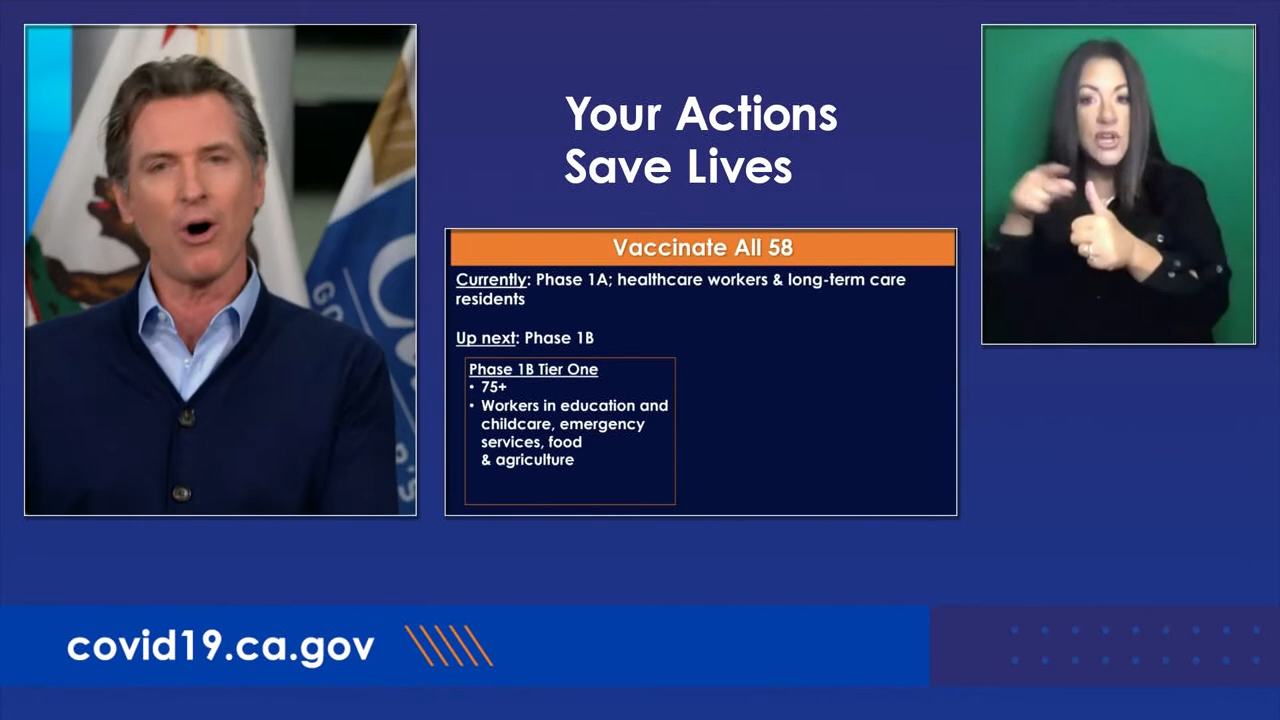 Your Actions
Save Lives
Vaccinate All 58
Currently: Phase 1A; healthcare workers & long-term care
residents
Up next: Phase 1B
Phase 1B Tier One
• 75+
• Workers in education and
childcare, emergency
services, food
& agriculture
covid19.ca.gov